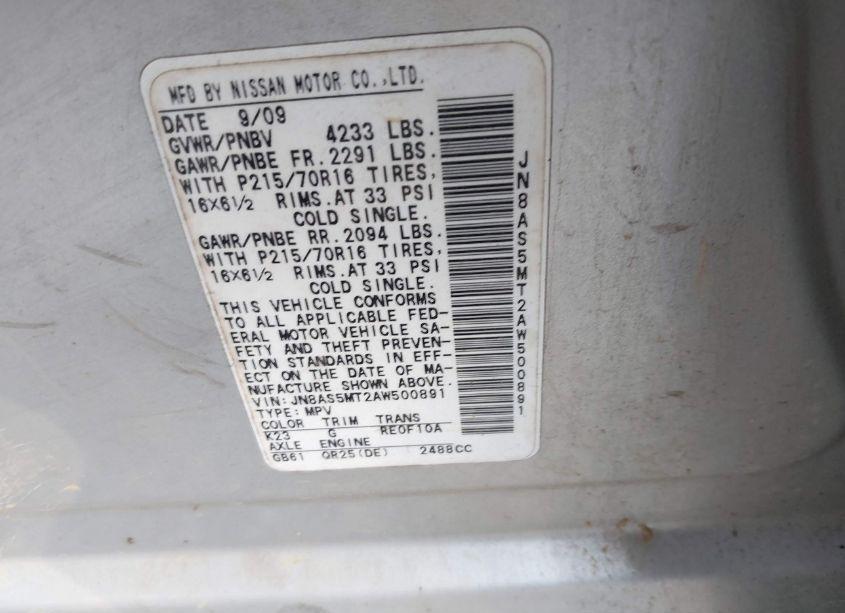 MFD BY NISSAN MOTOR CO.,LTD.
DATE 9/09
GVWR/PNBV 4233 LBS.
GAWR/PNBE FR.2291 LBS.
WITH P215/70R16 TIRES,
16X6½ RIMS.AT 33 PSI
COLD SINGLE.
GAWR/PNBE RR.2094 LBS.
WITH P215/70R16 TIRES,
16X6½ RIMS.AT 33 PSI
COLD SINGLE.
THIS VEHICLE CONFORMS
TO ALL APPLICABLE FED-
ERAL MOTOR VEHICLE SA-
FETY AND THEFT PREVEN-
TION STANDARDS IN EFF-
ECT ON THE DATE OF MA-
NUFACTURE SHOWN ABOVE.
VIN:JN8AS5MT2AW500891
TYPE:MPV
COLOR TRIM TRANS
K23 G RE0F10A
AXLE ENGINE
GB61 QR25(DE) 2488CC
JN8AS5MT2AW500891